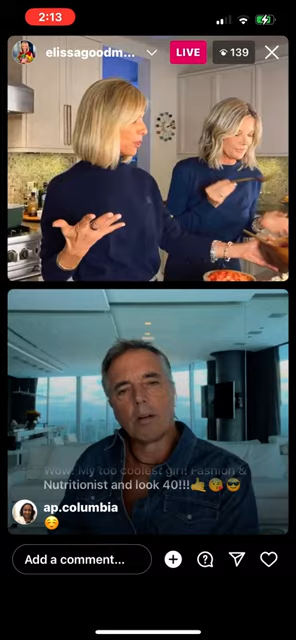 2:13
elissagoodm...
LIVE
139
Wow! My too coolest girl! Fashion &
Nutritionist and look 40!!!🤙😘😎
ap.columbia
☺️
Add a comment...